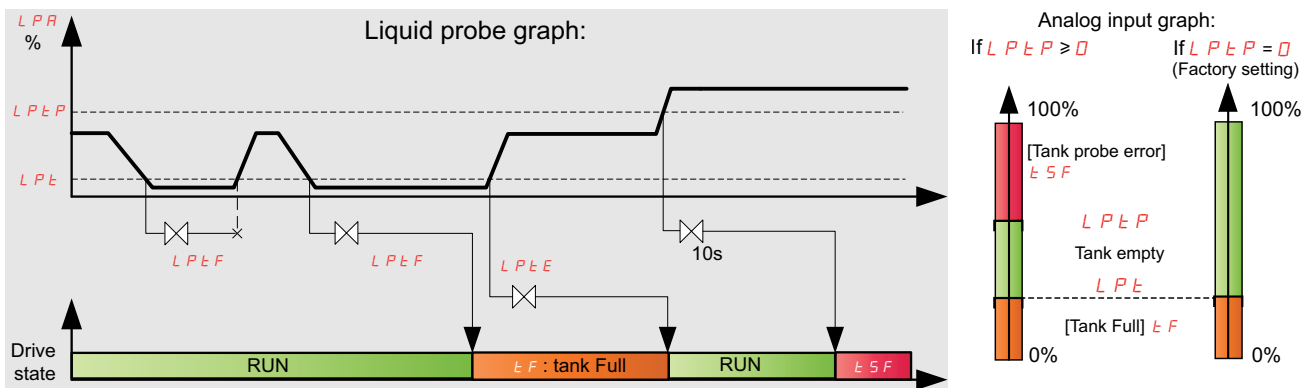 LPA
%
Liquid probe graph:
LPtP
LPt
LPtF
LPtF
LPtE
10s
Drive
state
RUN
tF : tank Full
RUN
tSF
Analog input graph:
If LPtP ≥ 0
If LPtP = 0
(Factory setting)
100%
100%
[Tank probe error]
tSF
LPtP
Tank empty
LPt
[Tank Full] tF
0%
0%